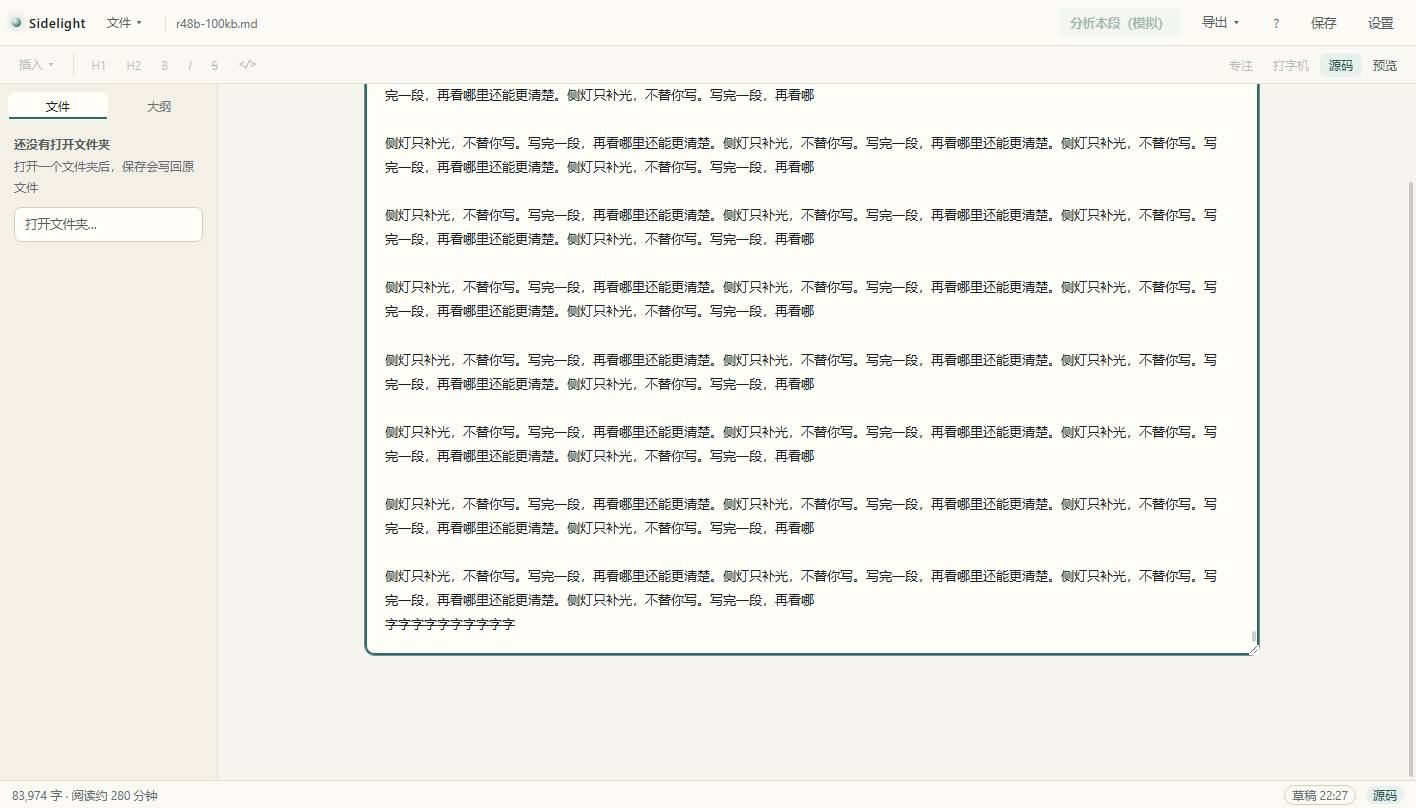 Sidelight 文件 r48b-100kb.md 分析本段（模拟） 导出 ? 保存 设置
插入 H1 H2 B I S </> 专注 打字机 源码 预览
文件 大纲
还没有打开文件夹
打开一个文件夹后，保存会写回原
文件
打开文件夹...
完一段，再看哪里还能更清楚。侧灯只补光，不替你写。写完一段，再看哪
侧灯只补光，不替你写。写完一段，再看哪里还能更清楚。侧灯只补光，不替你写。写完一段，再看哪里还能更清楚。侧灯只补光，不替你写。写
完一段，再看哪里还能更清楚。侧灯只补光，不替你写。写完一段，再看哪
侧灯只补光，不替你写。写完一段，再看哪里还能更清楚。侧灯只补光，不替你写。写完一段，再看哪里还能更清楚。侧灯只补光，不替你写。写
完一段，再看哪里还能更清楚。侧灯只补光，不替你写。写完一段，再看哪
侧灯只补光，不替你写。写完一段，再看哪里还能更清楚。侧灯只补光，不替你写。写完一段，再看哪里还能更清楚。侧灯只补光，不替你写。写
完一段，再看哪里还能更清楚。侧灯只补光，不替你写。写完一段，再看哪
侧灯只补光，不替你写。写完一段，再看哪里还能更清楚。侧灯只补光，不替你写。写完一段，再看哪里还能更清楚。侧灯只补光，不替你写。写
完一段，再看哪里还能更清楚。侧灯只补光，不替你写。写完一段，再看哪
侧灯只补光，不替你写。写完一段，再看哪里还能更清楚。侧灯只补光，不替你写。写完一段，再看哪里还能更清楚。侧灯只补光，不替你写。写
完一段，再看哪里还能更清楚。侧灯只补光，不替你写。写完一段，再看哪
侧灯只补光，不替你写。写完一段，再看哪里还能更清楚。侧灯只补光，不替你写。写完一段，再看哪里还能更清楚。侧灯只补光，不替你写。写
完一段，再看哪里还能更清楚。侧灯只补光，不替你写。写完一段，再看哪
侧灯只补光，不替你写。写完一段，再看哪里还能更清楚。侧灯只补光，不替你写。写完一段，再看哪里还能更清楚。侧灯只补光，不替你写。写
完一段，再看哪里还能更清楚。侧灯只补光，不替你写。写完一段，再看哪
字字字字字字字字字字
83,974 字 · 阅读约 280 分钟 草稿 22:27 源码